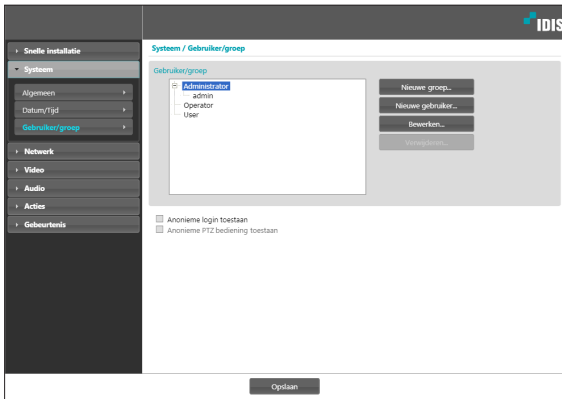 IDIS
Snelle installatie
Systeem
Algemeen
Datum/Tijd
Gebruiker/groep
Netwerk
Video
Audio
Acties
Gebeurtenis
Systeem / Gebruiker/groep
Gebruiker/groep
Administrator
admin
Operator
User
Nieuwe groep...
Nieuwe gebruiker...
Bewerken...
Verwijderen...
Anonieme login toestaan
Anonieme PTZ bediening toestaan
Opslaan